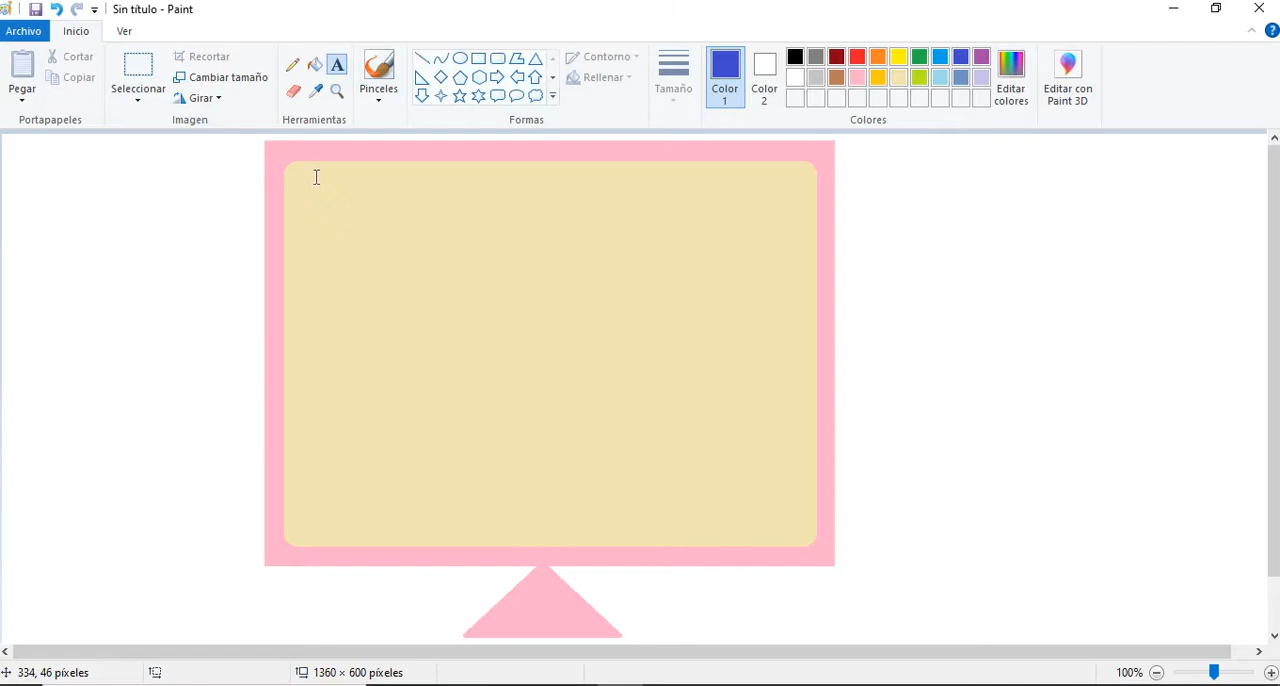 Sin título - Paint
Archivo Inicio Ver
Pegar
Cortar
Copiar
Portapapeles
Seleccionar
Recortar
Cambiar tamaño
Girar
Imagen
A
Herramientas
Pinceles
Contorno
Rellenar
Formas
Tamaño
Color 1
Color 2
Editar colores
Colores
Editar con Paint 3D
334, 46 píxeles
1360 × 600 píxeles
100%